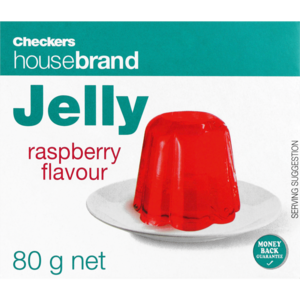 Checkers
housebrand
Jelly
raspberry
flavour
80 g net
SERVING SUGGESTION
MONEY
BACK
GUARANTEE